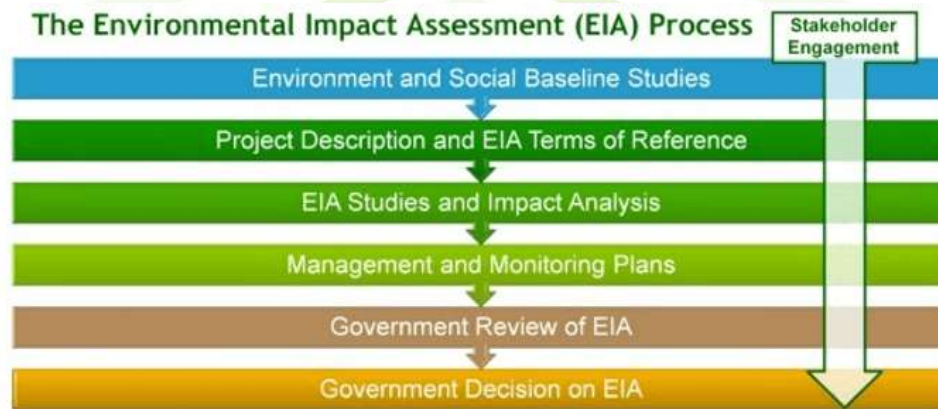 The Environmental Impact Assessment (EIA) Process
Stakeholder
Engagement
Environment and Social Baseline Studies
Project Description and EIA Terms of Reference
EIA Studies and Impact Analysis
Management and Monitoring Plans
Government Review of EIA
Government Decision on EIA